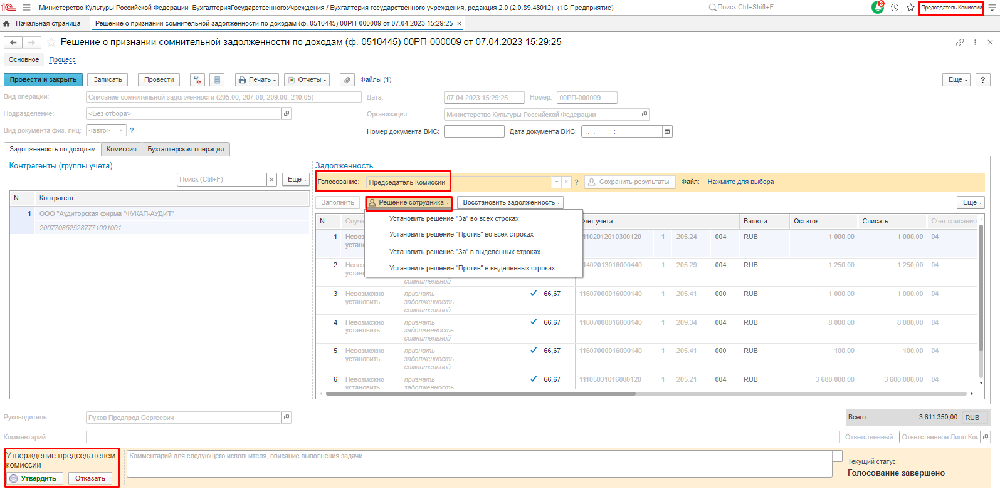 Министерство Культуры Российской Федерации_БухгалтерияГосударственногоУчреждения / Бухгалтерия государственного учреждения, редакция 2.0 (2.0.89.48012) (1С:Предприятие)
Поиск Ctrl+Shift+F
3
Председатель Комиссии
Начальная страница
Решение о признании сомнительной задолженности по доходам (ф. 0510445) 00РП-000009 от 07.04.2023 15:29:25 ×
Решение о признании сомнительной задолженности по доходам (ф. 0510445) 00РП-000009 от 07.04.2023 15:29:25
Основное Процесс
Провести и закрыть Записать Провести Дт Кт Печать Отчеты Файлы (1) Еще ?
Вид операции: Списание сомнительной задолженности (205.00, 207.00, 209.00, 210.05) Дата: 07.04.2023 15:29:25 Номер: 00РП-000009
Подразделение: <Без отбора> Организация: Министерство Культуры Российской Федерации
Вид документа физ. лиц: <авто> × ? Номер документа ВИС: Дата документа ВИС: . . : :
Задолженность по доходам Комиссия Бухгалтерская операция
Контрагенты (группы учета)
Поиск (Ctrl+F) × Еще
N Контрагент
1 ООО "Аудиторская фирма "ФУКАП-АУДИТ"
2007708525287771001001
Задолженность
Голосование: Председатель Комиссии × ? Сохранить результаты Файл: Нажмите для выбора
Заполнить Решение сотрудника Восстановить задолженность Еще
Установить решение "За" во всех строках
Установить решение "Против" во всех строках
Установить решение "За" в выделенных строках
Установить решение "Против" в выделенных строках
N Случа чет учета Валюта Остаток Списать Счет списания
1 Невоз 1102012010300120 1 205.24 004 RUB 1 000,00 1 000,00 04
установ
2 Невоз 1402013016000440 1 205.29 004 RUB 1 250,00 1 250,00 04
установ
сомнительной
3 Невозможно установить... признать задолженность сомнительной 66,67 11607000016000140 1 205.41 000 RUB 1 000,00 1 000,00 04
4 Невозможно установить... признать задолженность сомнительной 66,67 11607000016000140 1 209.34 004 RUB 8 000,00 8 000,00 04
5 Невозможно установить... признать задолженность сомнительной 66,67 11607000016000140 1 205.41 000 RUB 100,00 100,00 04
6 Невозможно установить... признать задолженность 66,67 11105031016000120 1 205.21 004 RUB 3 600 000,00 3 600 000,00 04
Руководитель: Руков Предпрод Сергеевич Всего: 3 611 350,00 RUB
Комментарий: Ответственный: Ответственное Лицо Ком
Утверждение председателем
комиссии
Утвердить Отказать
Комментарий для следующего исполнителя, описание выполнения задачи
...
Текущий статус:
Голосование завершено